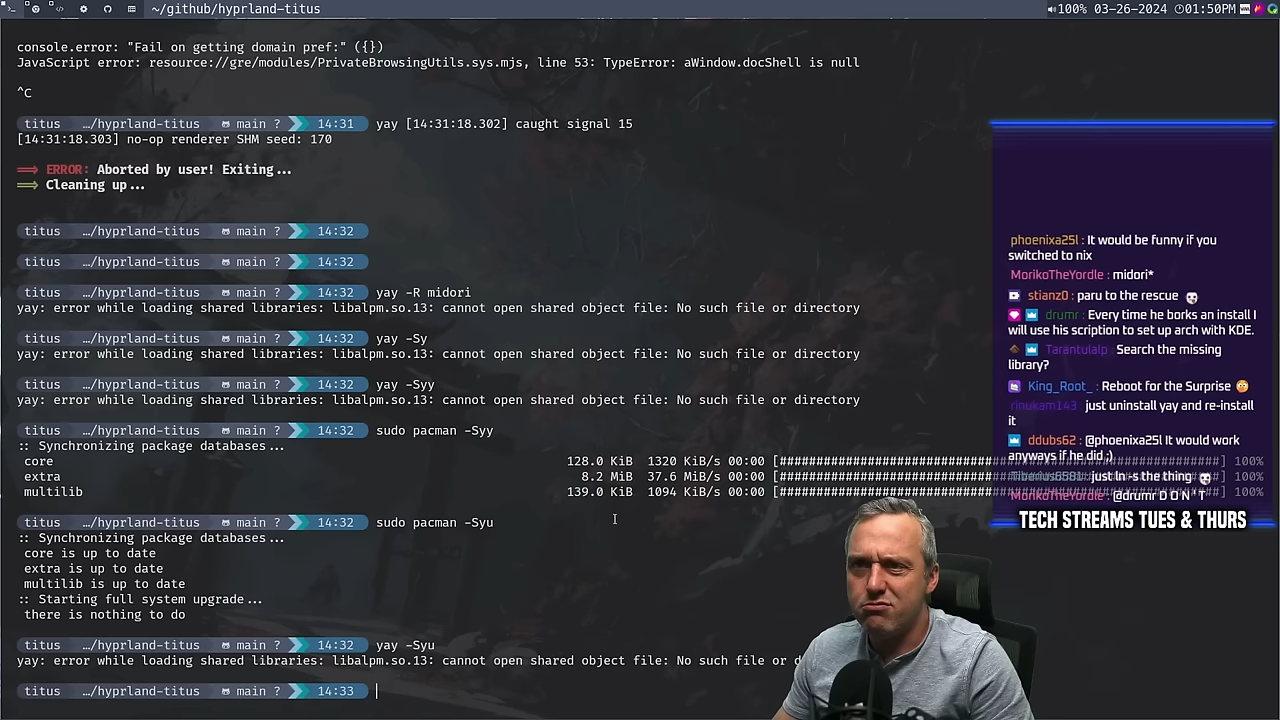 ~/github/hyprland-titus
100% 03-26-2024 01:50PM
console.error: "Fail on getting domain pref:" ({})
JavaScript error: resource://gre/modules/PrivateBrowsingUtils.sys.mjs, line 53: TypeError: aWindow.docShell is null
^C
titus …/hyprland-titus main ? 14:31 yay [14:31:18.302] caught signal 15
[14:31:18.303] no-op renderer SHM seed: 170
==> ERROR: Aborted by user! Exiting...
==> Cleaning up...
titus …/hyprland-titus main ? 14:32
titus …/hyprland-titus main ? 14:32
titus …/hyprland-titus main ? 14:32 yay -R midori
yay: error while loading shared libraries: libalpm.so.13: cannot open shared object file: No such file or directory
titus …/hyprland-titus main ? 14:32 yay -Sy
yay: error while loading shared libraries: libalpm.so.13: cannot open shared object file: No such file or directory
titus …/hyprland-titus main ? 14:32 yay -Syy
yay: error while loading shared libraries: libalpm.so.13: cannot open shared object file: No such file or directory
titus …/hyprland-titus main ? 14:32 sudo pacman -Syy
:: Synchronizing package databases...
core 128.0 KiB 1320 KiB/s 00:00 [############################################################] 100%
extra 8.2 MiB 37.6 MiB/s 00:00 [############################################################] 100%
multilib 139.0 KiB 1094 KiB/s 00:00 [############################################################] 100%
titus …/hyprland-titus main ? 14:32 sudo pacman -Syu
:: Synchronizing package databases...
core is up to date
extra is up to date
multilib is up to date
:: Starting full system upgrade...
there is nothing to do
titus …/hyprland-titus main ? 14:32 yay -Syu
yay: error while loading shared libraries: libalpm.so.13: cannot open shared object file: No such file or d
titus …/hyprland-titus main ? 14:33
phoenixa25l : It would be funny if you
switched to nix
MorikoTheYordle : midori*
stianz0 : paru to the rescue
drumr : Every time he borks an install I
will use his scription to set up arch with KDE.
Tarantulalp : Search the missing
library?
King_Root_ : Reboot for the Surprise
rinukam143 : just uninstall yay and re-install
it
ddubs62 : @phoenixa25l It would work
anyways if he did ;)
just ln -s the thing
MorikoTheYordle : @drumr D O N ' T
TECH STREAMS TUES & THURS